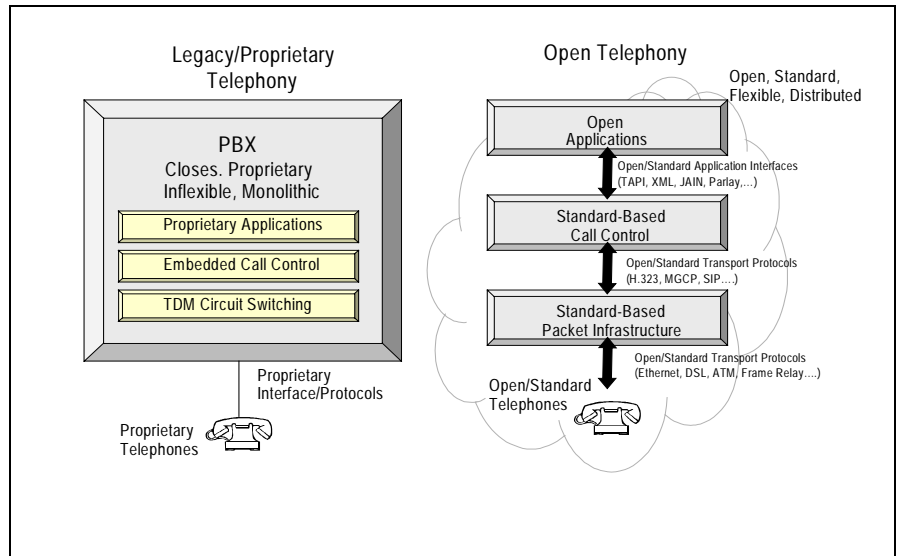 Legacy/Proprietary
Telephony
PBX
Closes. Proprietary
Inflexible, Monolithic
Proprietary Applications
Embedded Call Control
TDM Circuit Switching
Proprietary
Interface/Protocols
Proprietary
Telephones
Open Telephony
Open, Standard,
Flexible, Distributed
Open
Applications
Open/Standard Application Interfaces
(TAPI, XML, JAIN, Parlay,...)
Standard-Based
Call Control
Open/Standard Transport Protocols
(H.323, MGCP, SIP....)
Standard-Based
Packet Infrastructure
Open/Standard Transport Protocols
(Ethernet, DSL, ATM, Frame Relay....)
Open/Standard
Telephones